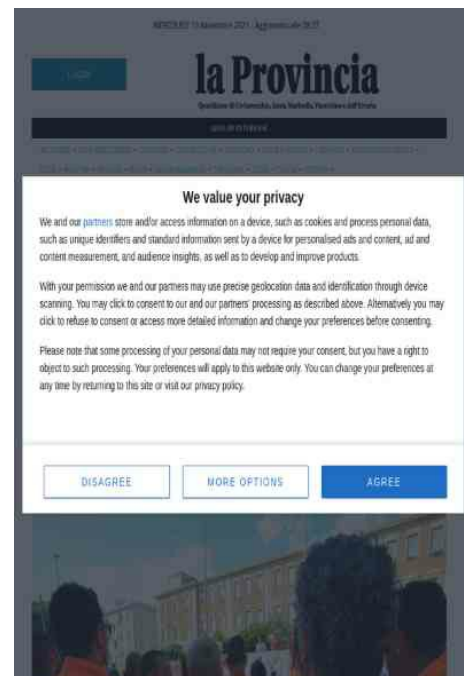 la Provincia
We value your privacy
We and our partners store and/or access information on a device, such as cookies and process personal data,
such as unique identifiers and standard information sent by a device for personalised ads and content, ad and
content measurement, and audience insights, as well as to develop and improve products.
With your permission we and our partners may use precise geolocation data and identification through device
scanning. You may click to consent to our and our partners' processing as described above. Alternatively you may
click to refuse to consent or access more detailed information and change your preferences before consenting.
Please note that some processing of your personal data may not require your consent, but you have a right to
object to such processing. Your preferences will apply to this website only. You can change your preferences at
any time by returning to this site or visit our privacy policy.
DISAGREE
MORE OPTIONS
AGREE